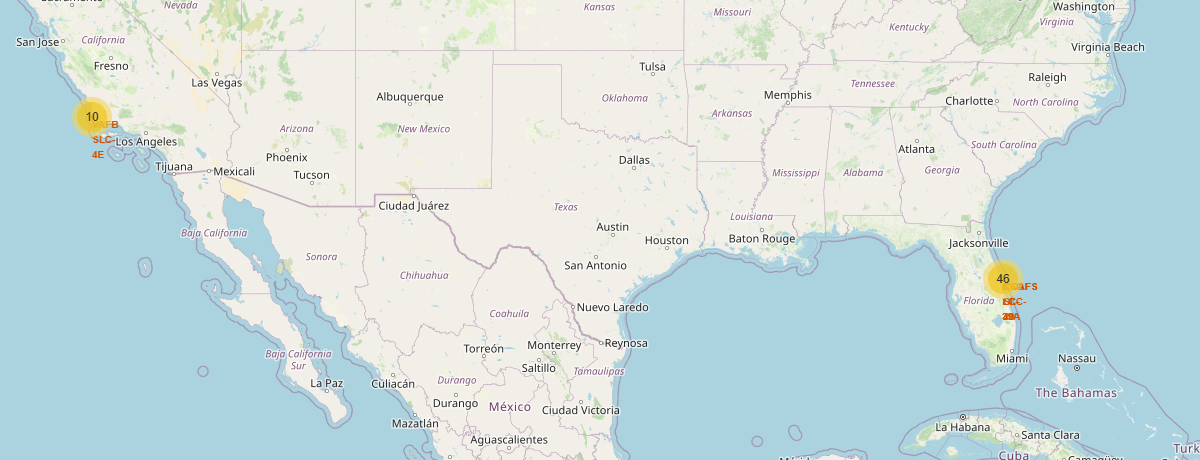 Sacramento
Nevada
Kansas
Missouri
Washington
Kentucky
Virginia
San Jose
California
Virginia Beach
Fresno
Las Vegas
Tulsa
Raleigh
Albuquerque
Oklahoma
Memphis
Tennessee
Charlotte
North Carolina
10
Arkansas
AFB
Arizona
New Mexico
SLC-
Los Angeles
South Carolina
4E
Phoenix
Dallas
Atlanta
Tijuana
Mexicali
Tucson
Mississippi
Alabama
Georgia
Ciudad Juárez
Texas
Louisiana
Baja California
Austin
Houston
Baton Rouge
Jacksonville
Sonora
San Antonio
Chihuahua
46
AFS
Florida
LC-
Coahuila
Nuevo Laredo
Torreón
Monterrey
Reynosa
Baja California
Sur
Saltillo
Tamaulipas
Miami
Nassau
La Paz
Culiacán
Durango
The Bahamas
Durango
México
Ciudad Victoria
Mazatlán
La Habana
Santa Clara
Aguascalientes
Cuba
Camagüey